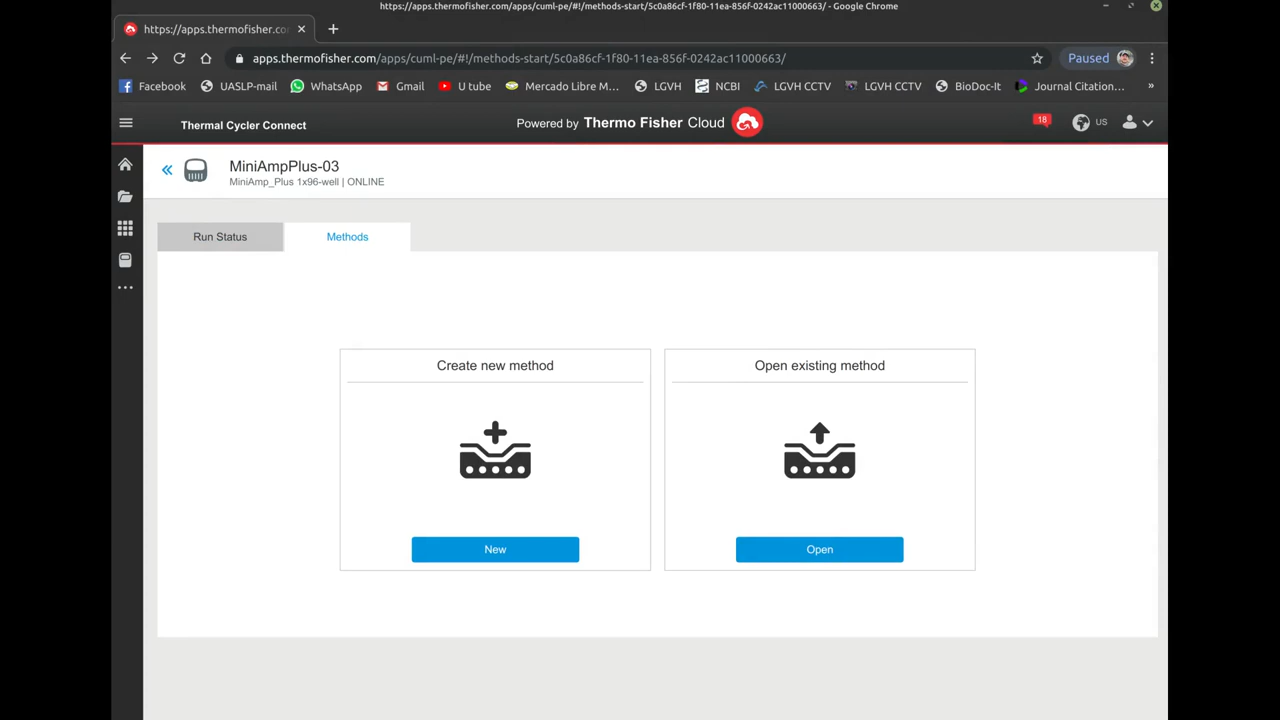 https://apps.thermofisher.com/apps/cuml-pe/#!/methods-start/5c0a86cf-1f80-11ea-856f-0242ac11000663/ - Google Chrome
https://apps.thermofisher.co
apps.thermofisher.com/apps/cuml-pe/#!/methods-start/5c0a86cf-1f80-11ea-856f-0242ac11000663/
Paused
Facebook UASLP-mail WhatsApp Gmail U tube Mercado Libre M... LGVH NCBI LGVH CCTV LGVH CCTV BioDoc-It Journal Citation... »
Thermal Cycler Connect
Powered by Thermo Fisher Cloud
18
US
MiniAmpPlus-03
MiniAmp_Plus 1x96-well | ONLINE
Run Status
Methods
Create new method
New
Open existing method
Open